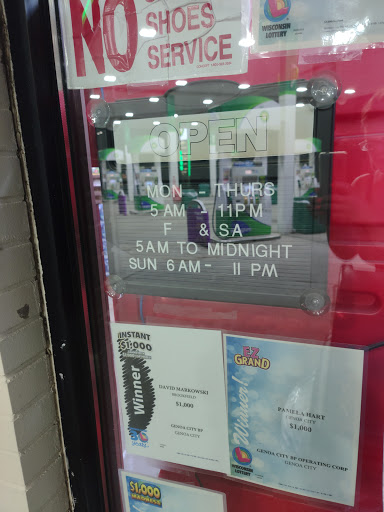 NO
SHOES
SERVICE
WISCONSIN
LOTTERY
OPEN
MON - THURS
5 AM - 11PM
F & SA
5AM TO MIDNIGHT
SUN 6 AM - 11 PM
INSTANT
$1,000
Winner
DAVID MARKOWSKI
$1,000
GENOA CITY BP
GENOA CITY
EZ
GRAND
Winner!
PAMELA HART
$1,000
GENOA CITY BP OPERATING CORP
GENOA CITY
WISCONSIN
LOTTERY
$1,000